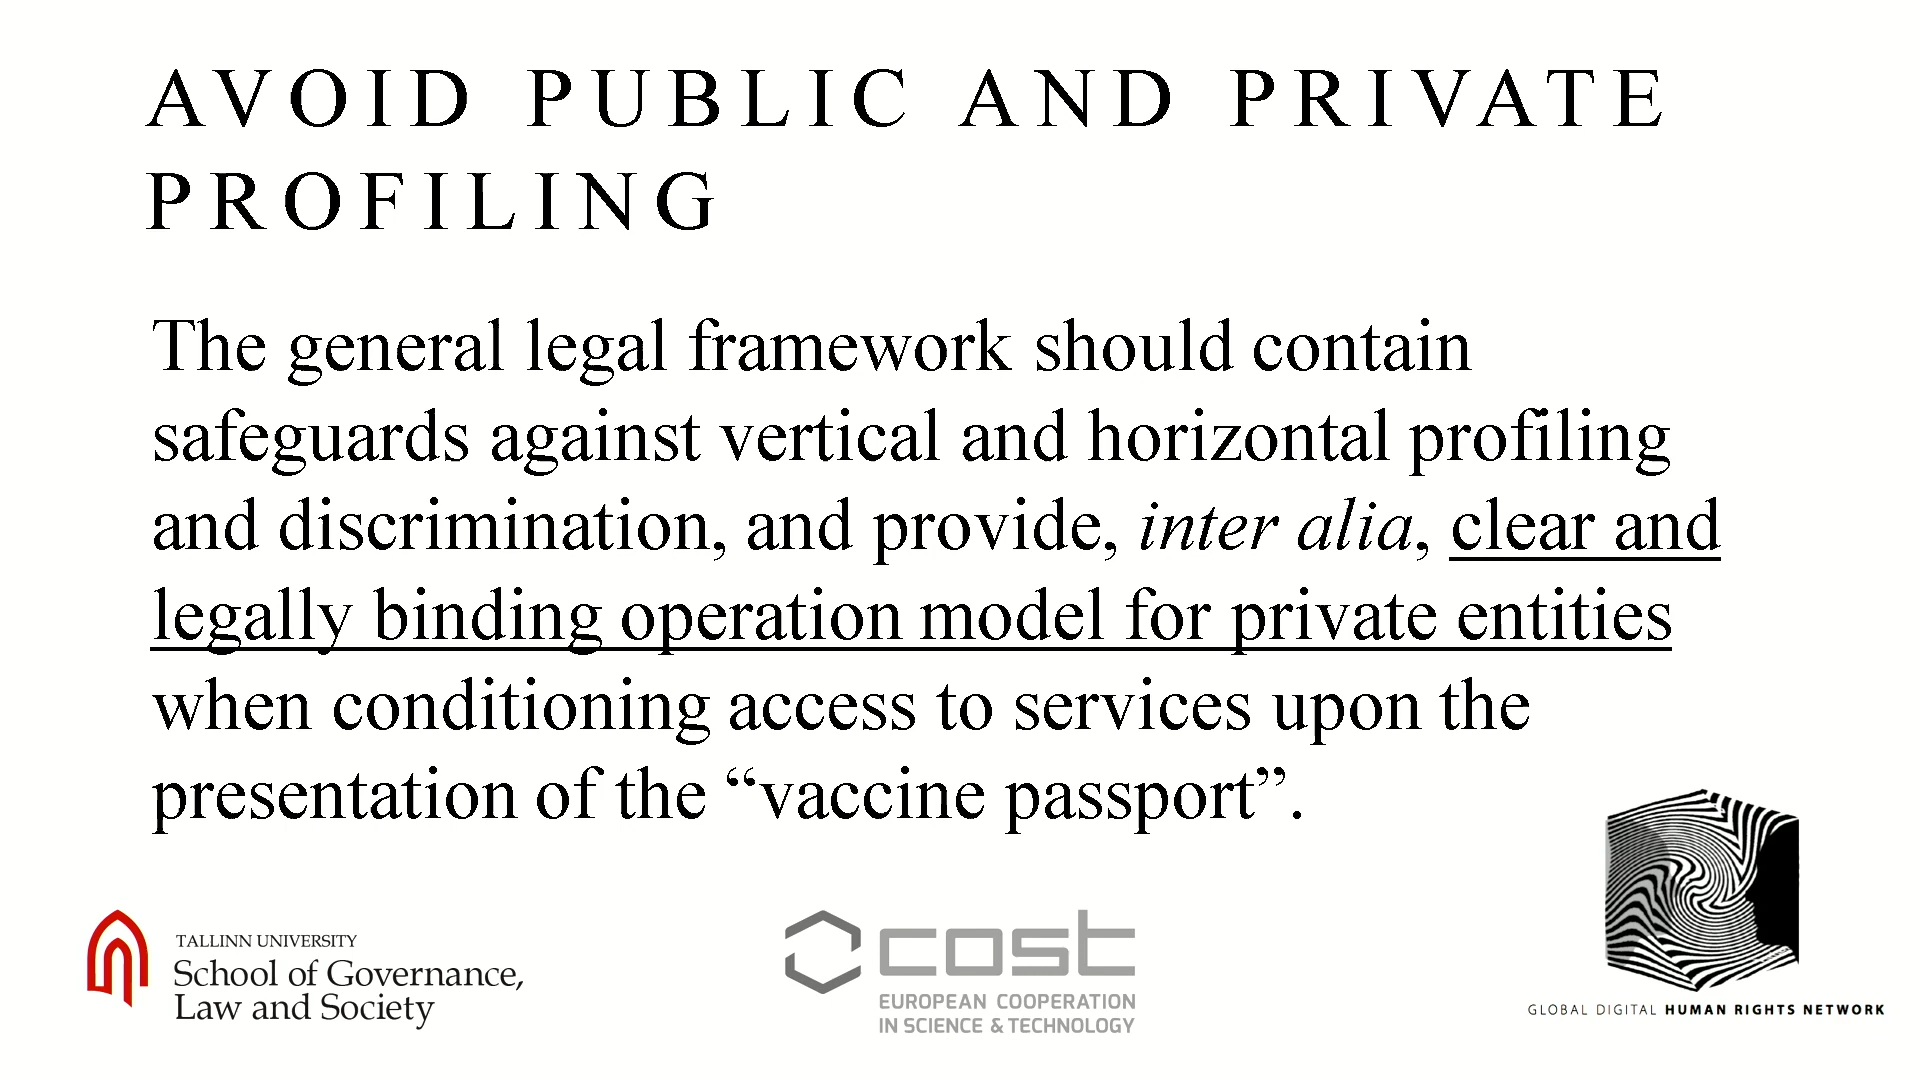 AVOID PUBLIC AND PRIVATE
PROFILING
The general legal framework should contain
safeguards against vertical and horizontal profiling
and discrimination, and provide, inter alia, clear and
legally binding operation model for private entities
when conditioning access to services upon the
presentation of the “vaccine passport”.
TALLINN UNIVERSITY
School of Governance,
Law and Society
cost
EUROPEAN COOPERATION
IN SCIENCE & TECHNOLOGY
GLOBAL DIGITAL HUMAN RIGHTS NETWORK